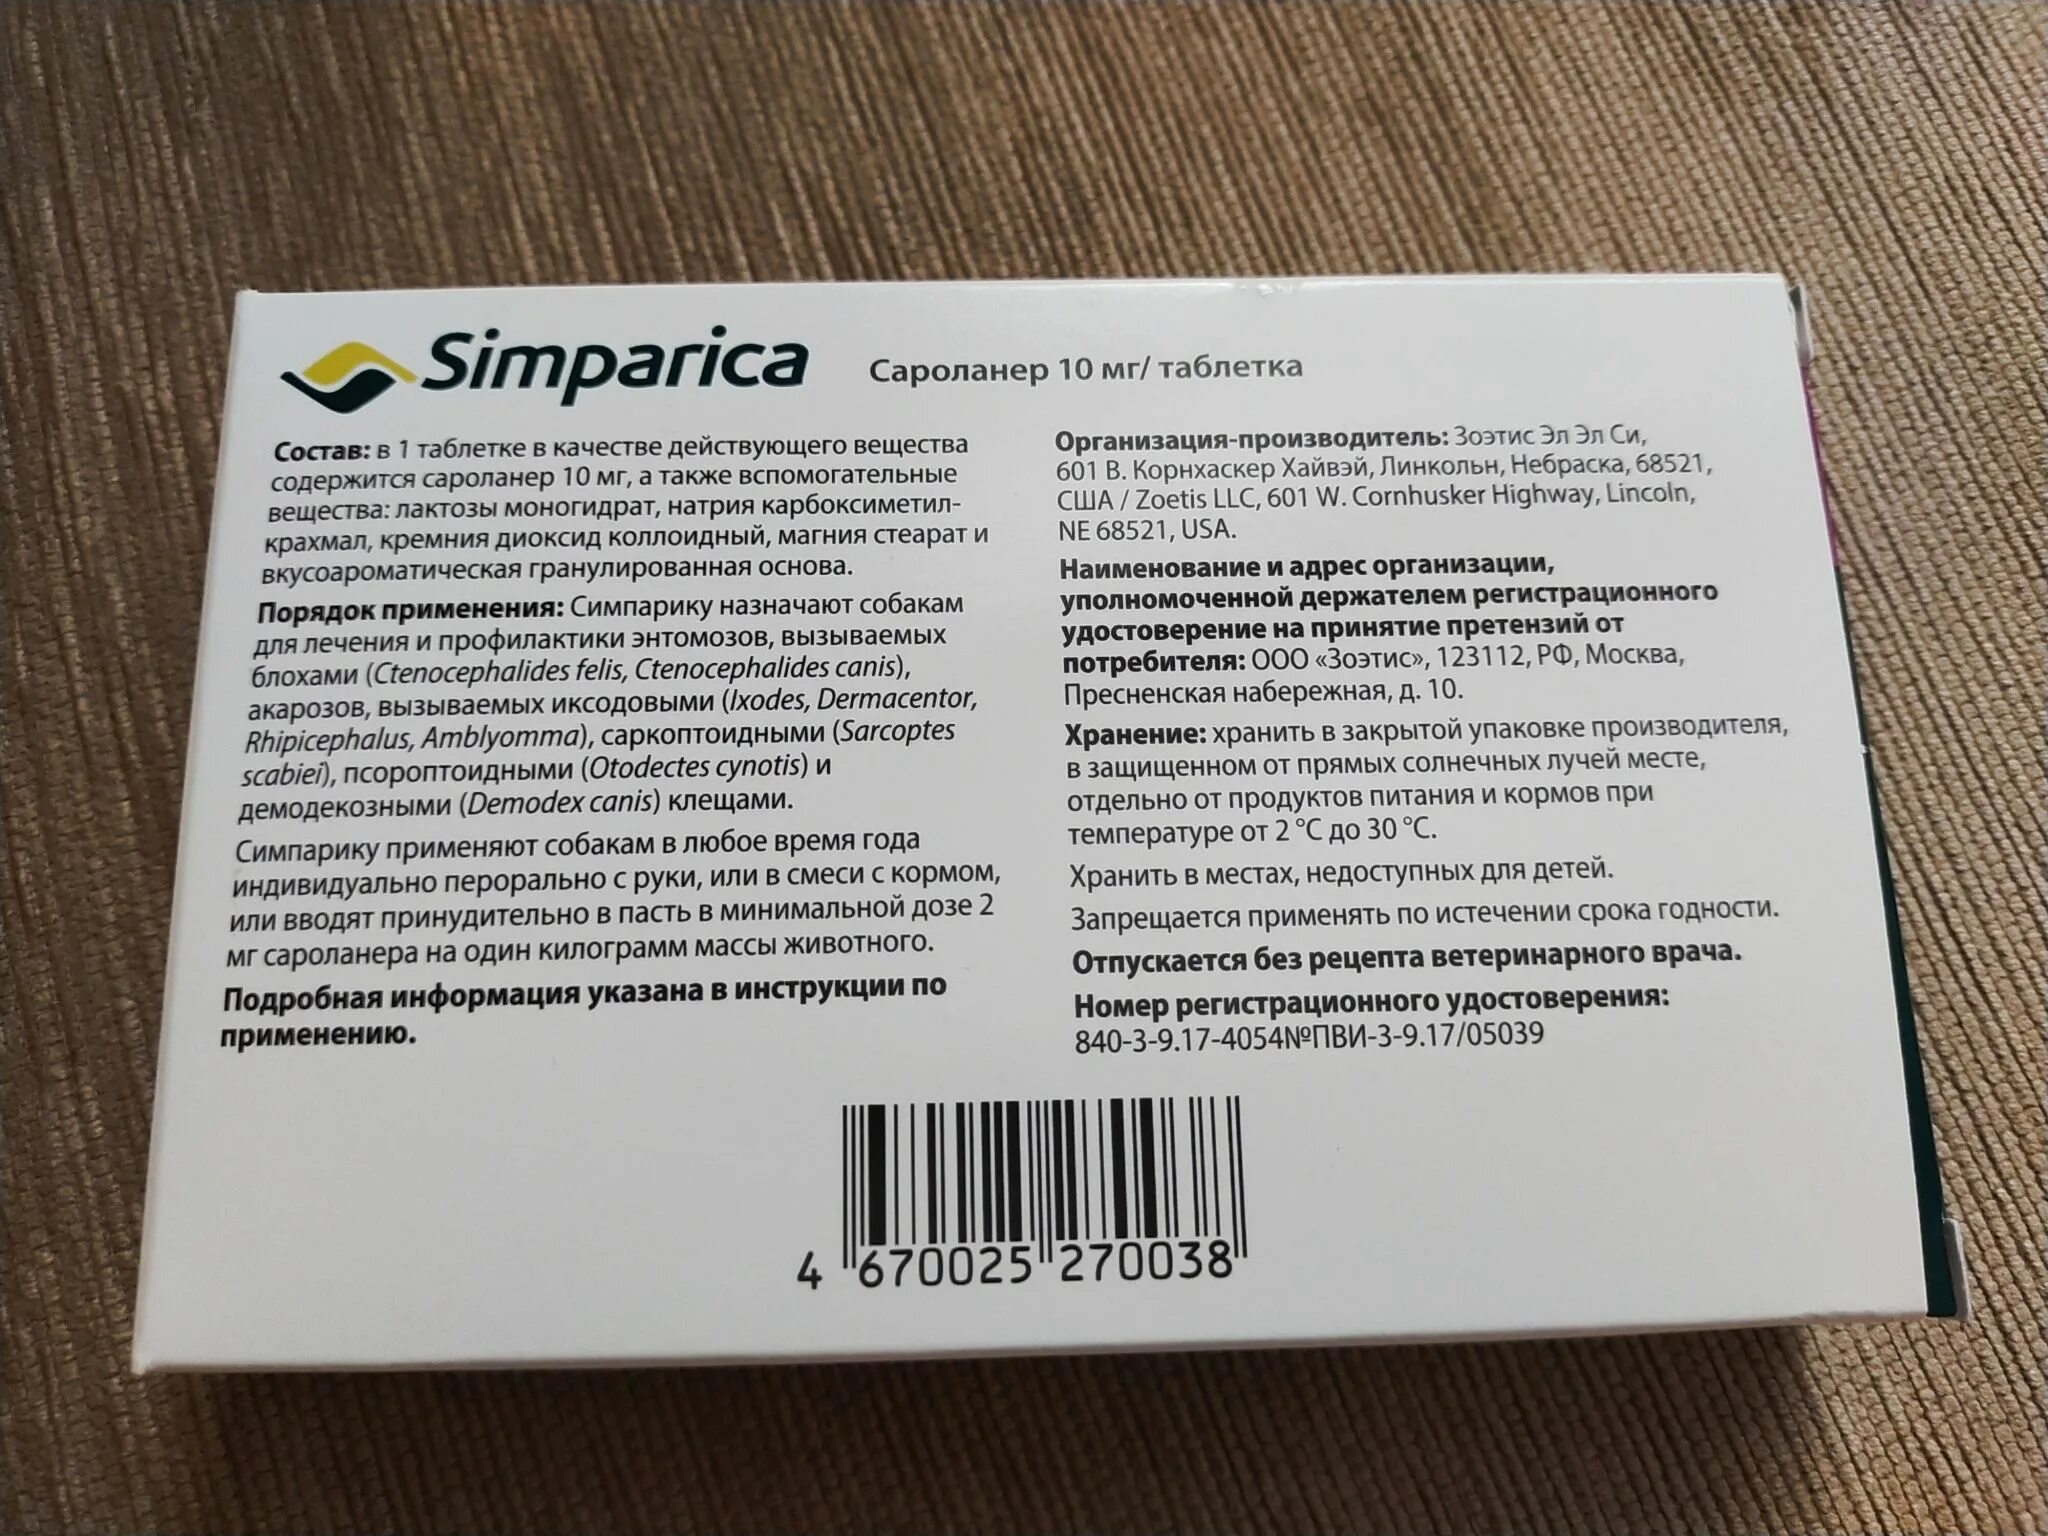 Simparica
Сароланер 10 мг/ таблетка
Состав: в 1 таблетке в качестве действующего вещества
содержится сароланер 10 мг, а также вспомогательные
вещества: лактозы моногидрат, натрия карбоксиметил-
крахмал, кремния диоксид коллоидный, магния стеарат и
вкусоароматическая гранулированная основа.
Порядок применения: Симпарику назначают собакам
для лечения и профилактики энтомозов, вызываемых
блохами (Ctenocephalides felis, Ctenocephalides canis),
акарозов, вызываемых иксодовыми (Ixodes, Dermacentor,
Rhipicephalus, Amblyomma), саркоптоидными (Sarcoptes
scabiei), псороптоидными (Otodectes cynotis) и
демодекозными (Demodex canis) клещами.
Симпарику применяют собакам в любое время года
индивидуально перорально с руки, или в смеси с кормом,
или вводят принудительно в пасть в минимальной дозе 2
мг сароланера на один килограмм массы животного.
Подробная информация указана в инструкции по
применению.
Организация-производитель: Зоэтис Эл Эл Си,
601 В. Корнхаскер Хайвэй, Линкольн, Небраска, 68521,
США / Zoetis LLC, 601 W. Cornhusker Highway, Lincoln,
NE 68521, USA.
Наименование и адрес организации,
уполномоченной держателем регистрационного
удостоверение на принятие претензий от
потребителя: ООО «Зоэтис», 123112, РФ, Москва,
Пресненская набережная, д. 10.
Хранение: хранить в закрытой упаковке производителя,
в защищенном от прямых солнечных лучей месте,
отдельно от продуктов питания и кормов при
температуре от 2 °C до 30 °C.
Хранить в местах, недоступных для детей.
Запрещается применять по истечении срока годности.
Отпускается без рецепта ветеринарного врача.
Номер регистрационного удостоверения:
840-3-9.17-4054№ПВИ-3-9.17/05039
4 670025 270038